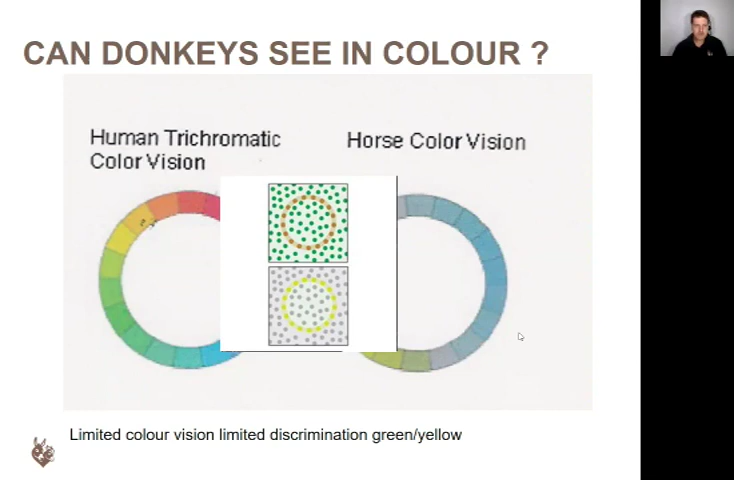 CAN DONKEYS SEE IN COLOUR ?
Human Trichromatic
Color Vision
Horse Color Vision
Limited colour vision limited discrimination green/yellow